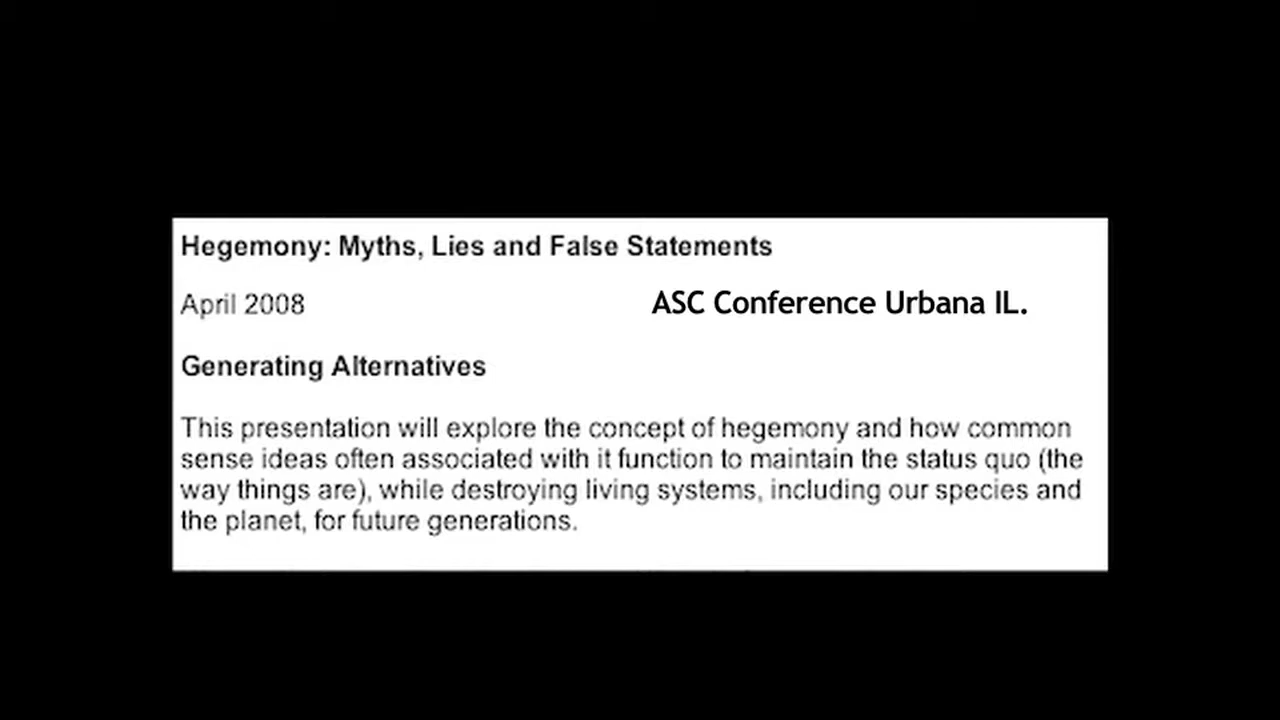 Hegemony: Myths, Lies and False Statements
April 2008 ASC Conference Urbana IL.
Generating Alternatives
This presentation will explore the concept of hegemony and how common
sense ideas often associated with it function to maintain the status quo (the
way things are), while destroying living systems, including our species and
the planet, for future generations.